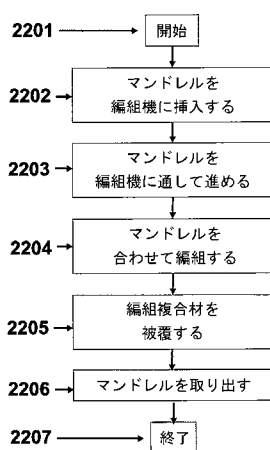 2201
開始
2202
マンドレルを
編組機に挿入する
2203
マンドレルを
編組機に通して進める
2204
マンドレルを
合わせて編組する
2205
編組複合材を
被覆する
2206
マンドレルを取り出す
2207
終了